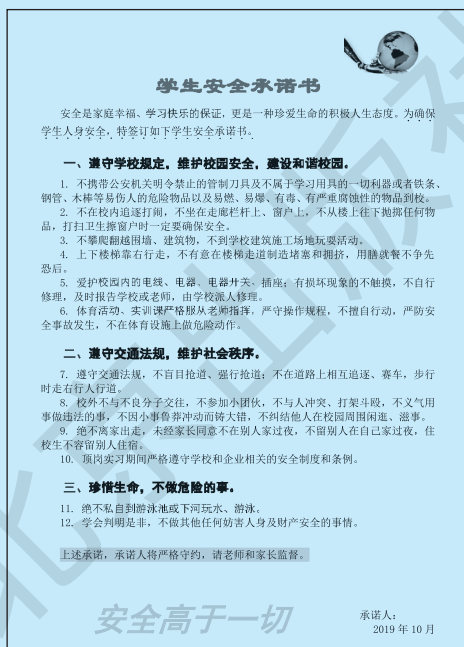 学生安全承诺书
安全是家庭幸福、学习快乐的保证，更是一种珍爱生命的积极人生态度。为确保
学生人身安全，特签订如下学生安全承诺书。
一、遵守学校规定，维护校园安全，建设和谐校园。
1. 不携带公安机关明令禁止的管制刀具及不属于学习用具的一切利器或者铁条、
钢管、木棒等易伤人的危险物品以及易燃、易爆、有毒、有严重腐蚀性的物品到校。
2. 不在校内追逐打闹，不坐在走廊栏杆上、窗户上，不从楼上往下抛掷任何物
品，打扫卫生擦窗户时一定要确保安全。
3. 不攀爬翻越围墙、建筑物，不到学校建筑施工场地玩耍活动。
4. 上下楼梯靠右行走，不有意在楼梯走道制造堵塞和拥挤，用膳就餐不争先
恐后。
5. 爱护校园内的电线、电器、电器开关、插座；有损坏现象的不触摸，不自行
修理，及时报告学校或老师，由学校派人修理。
6. 体育活动、实训课严格服从老师指挥，严守操作规程，不擅自行动，严防安
全事故发生，不在体育设施上做危险动作。
二、遵守交通法规，维护社会秩序。
7. 遵守交通法规，不盲目抢道、强行抢道；不在道路上相互追逐、赛车，步行
时走右行人行道。
8. 校外不与不良分子交往，不参加小团伙，不与人冲突、打架斗殴，不义气用
事做违法的事，不因小事鲁莽冲动而铸大错，不纠结他人在校园周围闲逛、滋事。
9. 绝不离家出走，未经家长同意不在别人家过夜，不留别人在自己家过夜，住
校生不容留别人住宿。
10. 顶岗实习期间严格遵守学校和企业相关的安全制度和条例。
三、珍惜生命，不做危险的事。
11. 绝不私自到游泳池或下河玩水、游泳。
12. 学会判明是非，不做其他任何妨害人身及财产安全的事情。
上述承诺，承诺人将严格守约，请老师和家长监督。
安全高于一切
承诺人：
2019 年 10 月